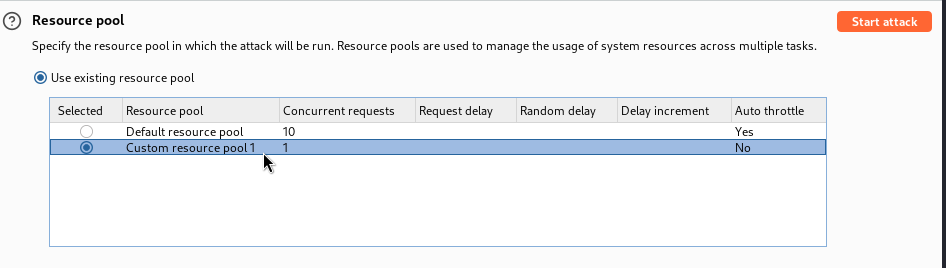 Resource pool
Start attack
Specify the resource pool in which the attack will be run. Resource pools are used to manage the usage of system resources across multiple tasks.
Use existing resource pool
Selected Resource pool Concurrent requests Request delay Random delay Delay increment Auto throttle
Default resource pool 10 Yes
Custom resource pool 1 1 No